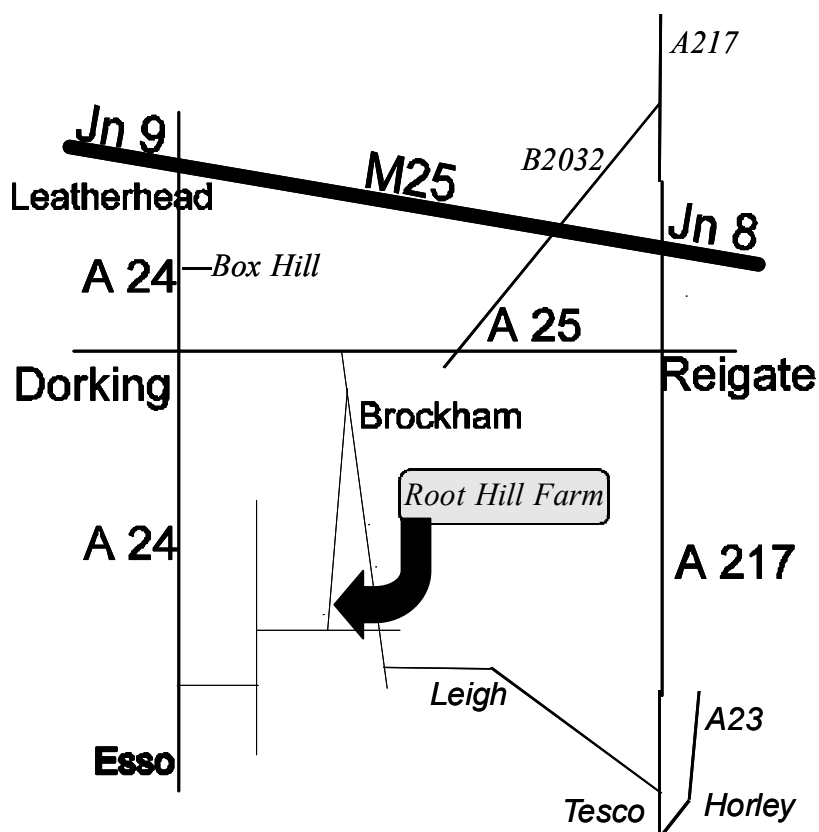 A217
Jn 9
B2032
M25
Leatherhead
Jn 8
A 24
Box Hill
A 25
Dorking
Reigate
Brockham
Root Hill Farm
A 24
A 217
Leigh
A23
Esso
Tesco
Horley